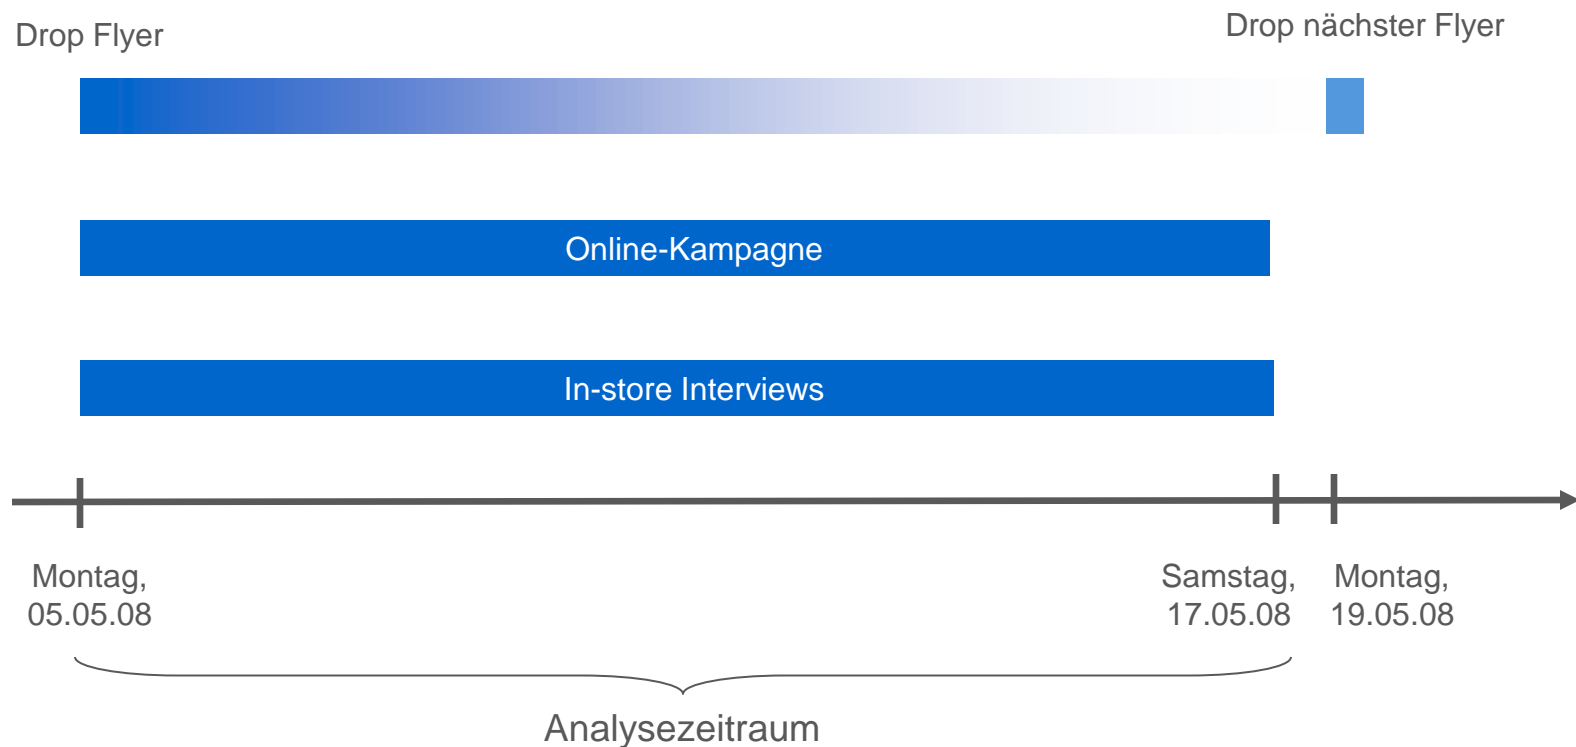 Drop Flyer
Drop nächster Flyer
Online-Kampagne
In-store Interviews
Montag,
05.05.08
Samstag,
17.05.08
Montag,
19.05.08
Analysezeitraum